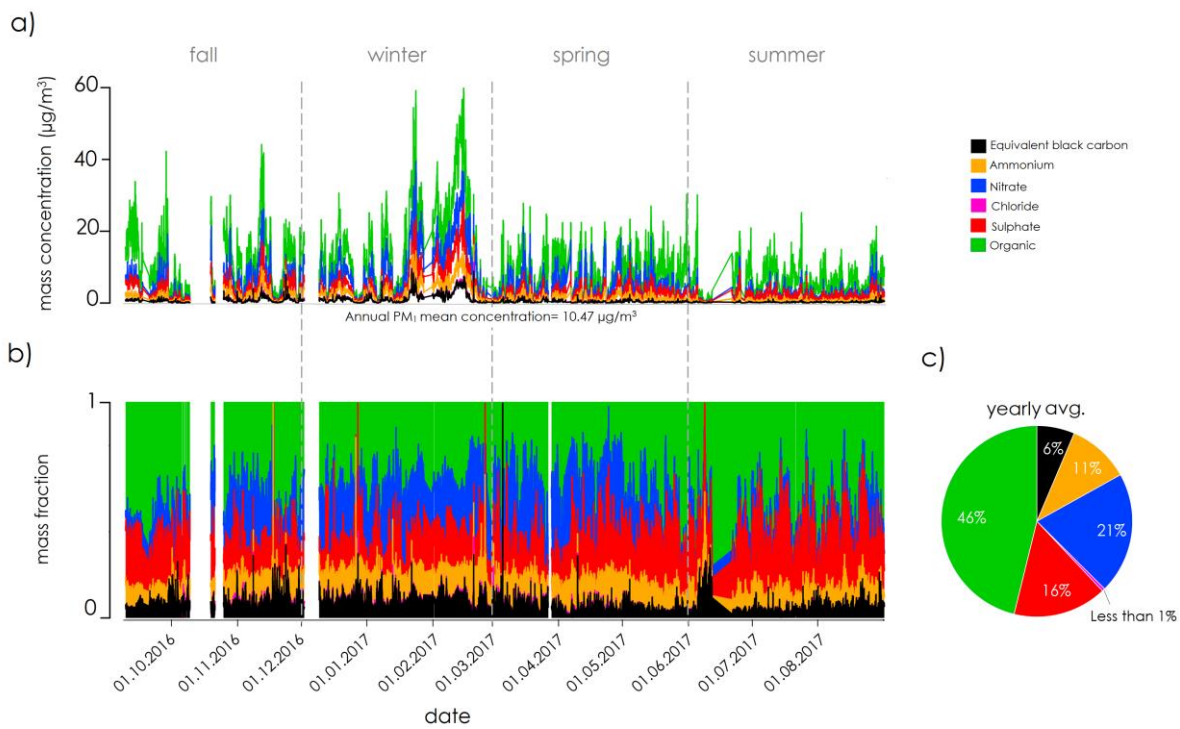 a)
fall
winter
spring
summer
mass concentration (µg/m³)
60
40
20
0
Equivalent black carbon
Ammonium
Nitrate
Chloride
Sulphate
Organic
Annual PM₁ mean concentration= 10.47 µg/m³
b)
mass fraction
1
0
01.10.2016
01.11.2016
01.12.2016
01.01.2017
01.02.2017
01.03.2017
01.04.2017
01.05.2017
01.06.2017
01.07.2017
01.08.2017
date
c)
yearly avg.
6%
11%
21%
Less than 1%
16%
46%